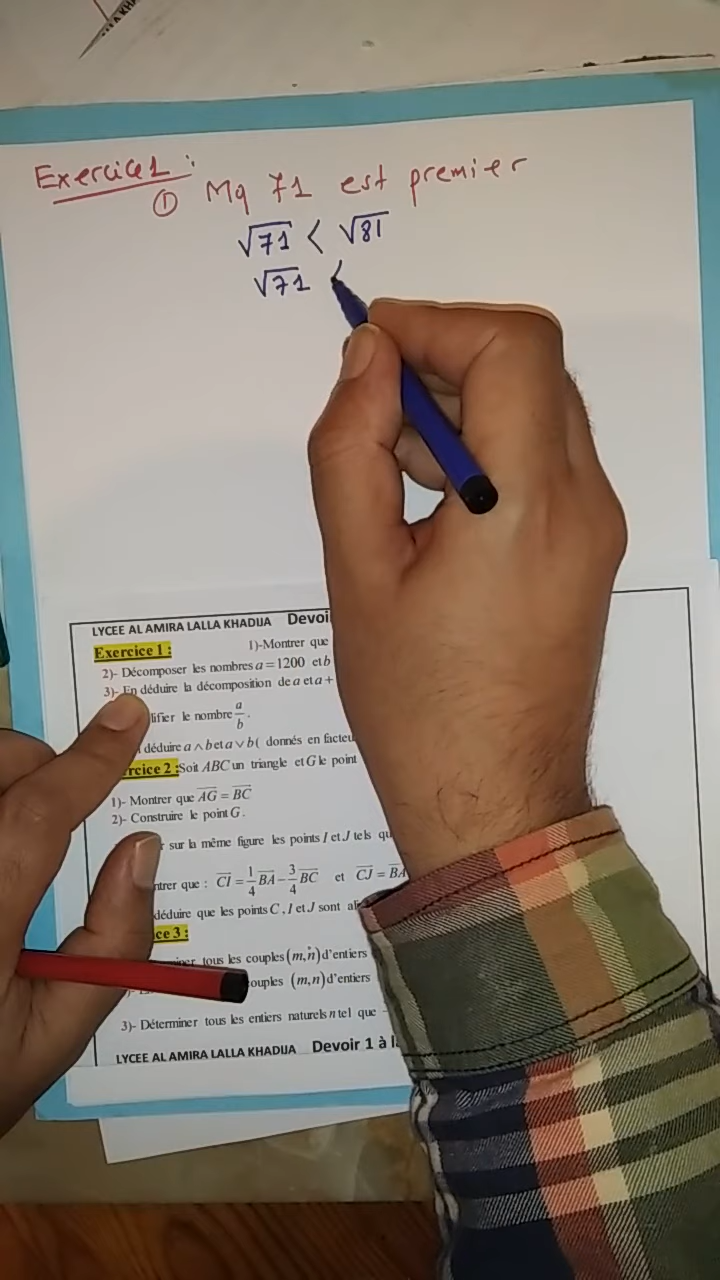 Exercice 1 :
① Mq 71 est premier
√71 < √81
√71 <
LYCEE AL AMIRA LALLA KHADIJA Devoi
Exercice 1 : 1)-Montrer que
2)- Décomposer les nombres a = 1200 et b
3)- En déduire la décomposition de a et a +
lifier le nombre a/b .
déduire a ∧ b et a ∨ b ( donnés en facteu
rcice 2 : Soit ABC un triangle et G le point
1)- Montrer que AG = BC
2)- Construire le point G .
sur la même figure les points I et J tels qu
ntrer que : CI = 1/4 BA − 3/4 BC et CJ = BA
déduire que les points C , I et J sont al
ce 3 :
tous les couples (m,n) d'entiers
couples (m,n) d'entiers
3)- Déterminer tous les entiers naturels n tel que
LYCEE AL AMIRA LALLA KHADIJA Devoir 1 à l